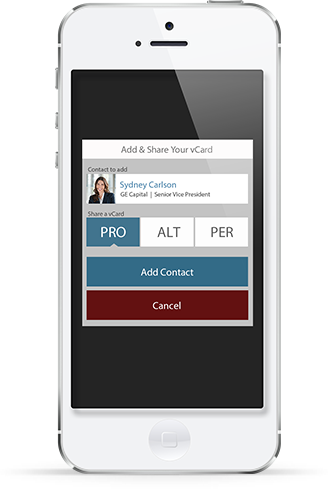 Add & Share Your vCard
Contact to add
Sydney Carlson
GE Capital | Senior Vice President
Share a vCard
PRO ALT PER
Add Contact
Cancel